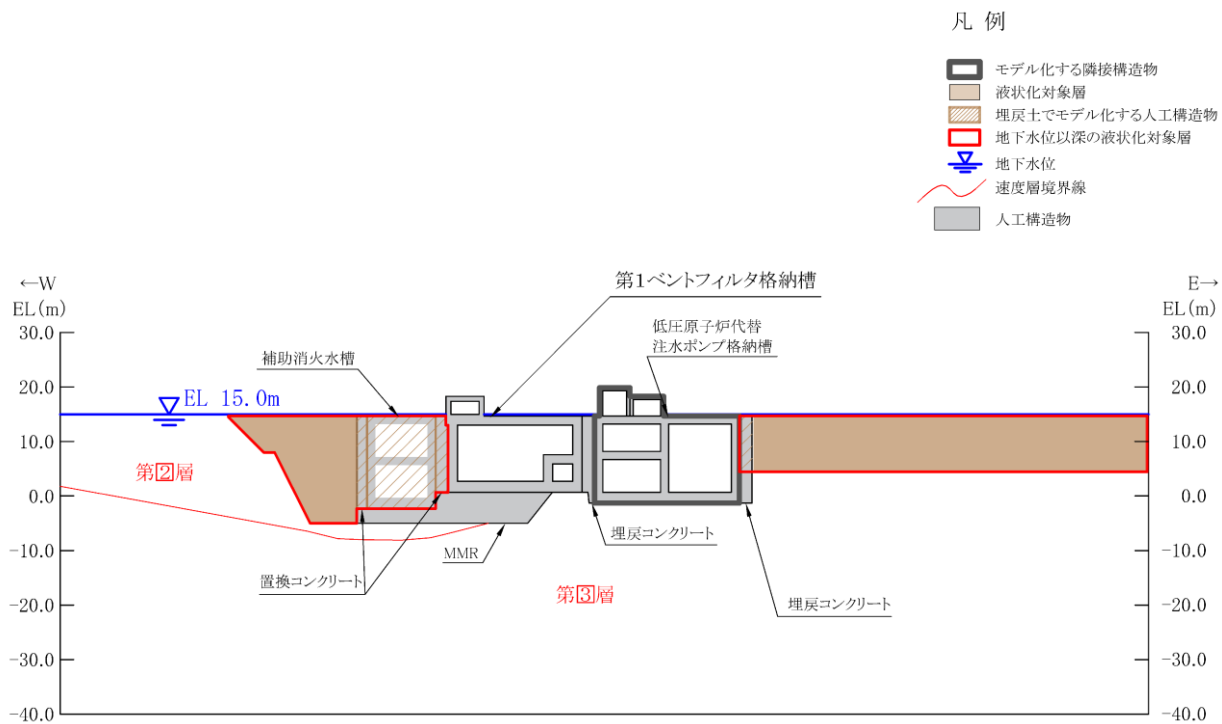 凡 例
モデル化する隣接構造物
液状化対象層
埋戻土でモデル化する人工構造物
地下水位以深の液状化対象層
地下水位
速度層境界線
人工構造物
←W
EL(m)
E→
EL(m)
第1ベントフィルタ格納槽
低圧原子炉代替
注水ポンプ格納槽
補助消火水槽
EL 15.0m
30.0
20.0
10.0
0.0
-10.0
-20.0
-30.0
-40.0
30.0
20.0
10.0
0.0
-10.0
-20.0
-30.0
-40.0
第2層
埋戻コンクリート
MMR
置換コンクリート
第3層
埋戻コンクリート